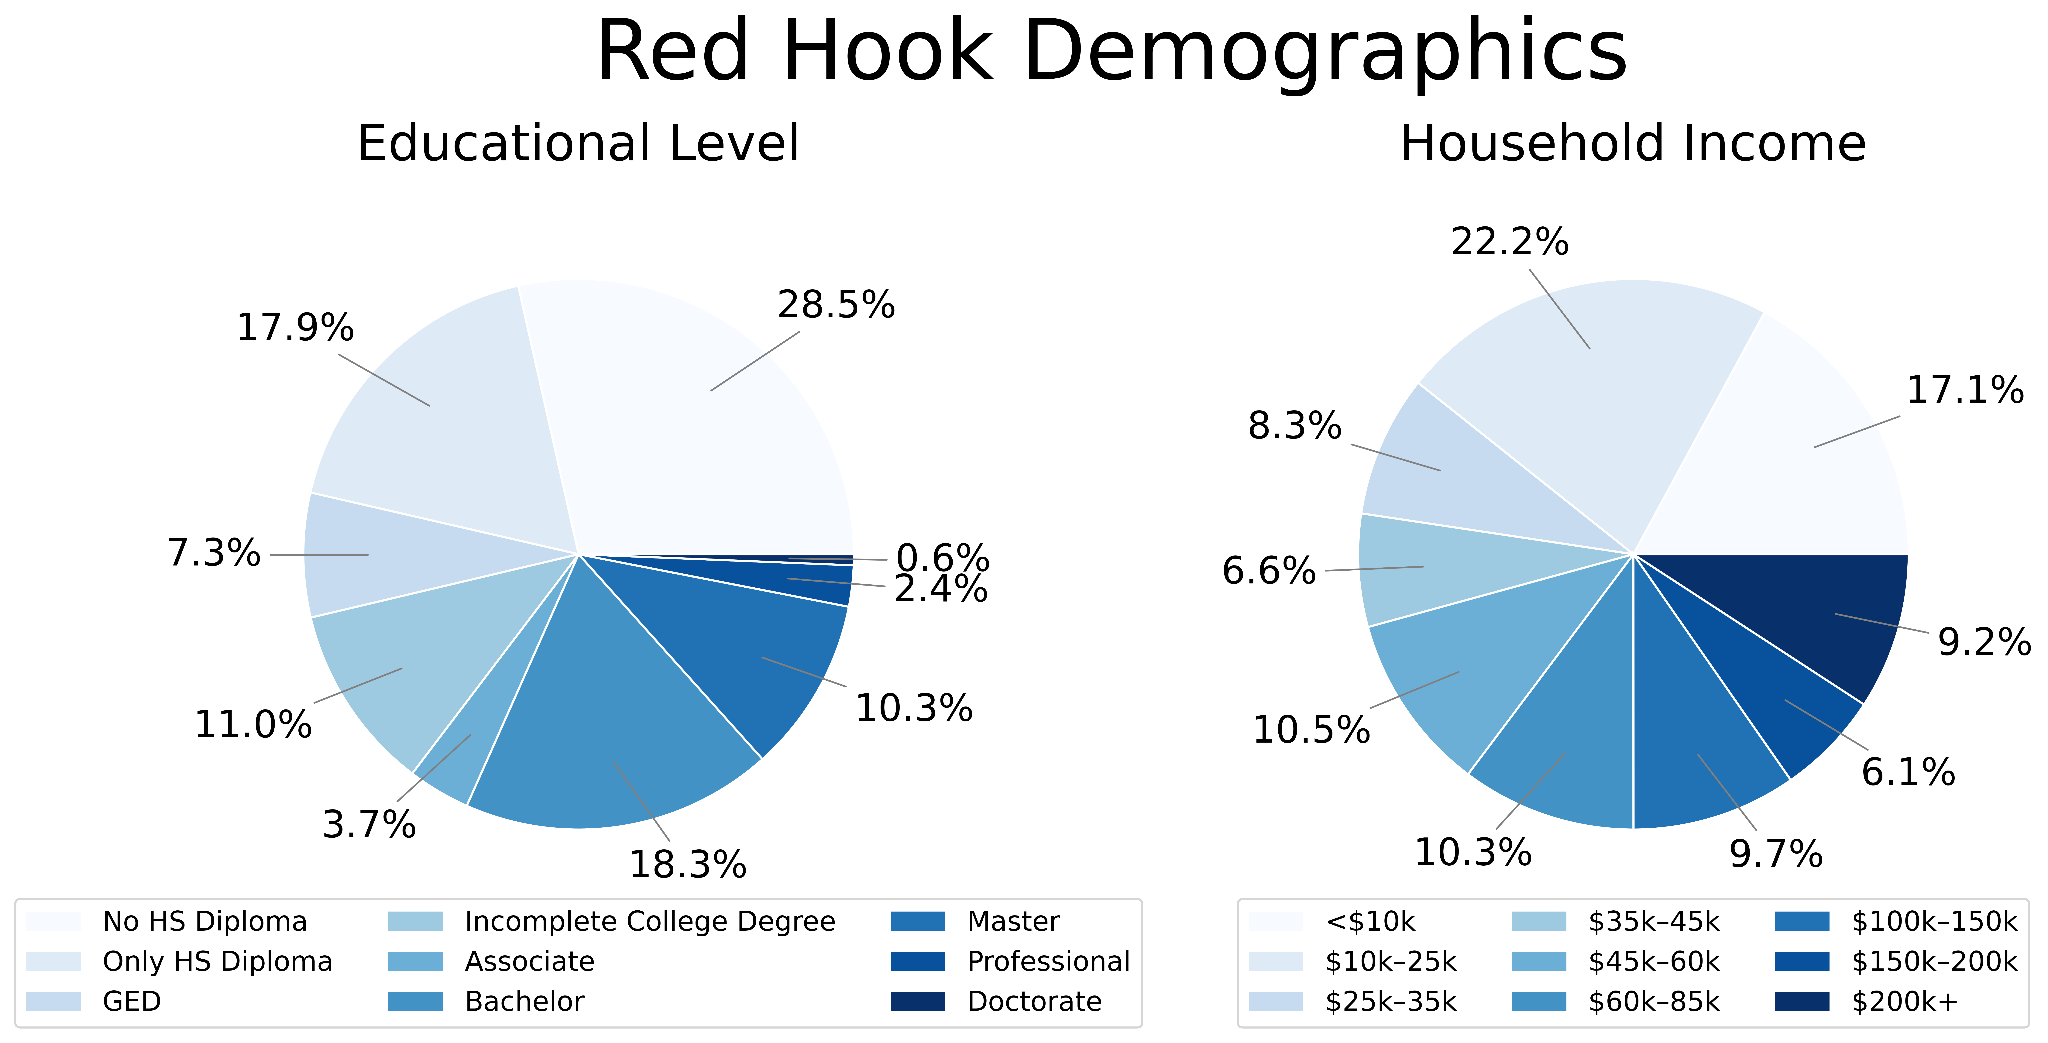 Red Hook Demographics
Educational Level
28.5%
17.9%
7.3%
11.0%
3.7%
18.3%
10.3%
2.4%
0.6%
No HS Diploma
Only HS Diploma
GED
Incomplete College Degree
Associate
Bachelor
Master
Professional
Doctorate
Household Income
17.1%
22.2%
8.3%
6.6%
10.5%
10.3%
9.7%
6.1%
9.2%
<$10k
$10k–25k
$25k–35k
$35k–45k
$45k–60k
$60k–85k
$100k–150k
$150k–200k
$200k+